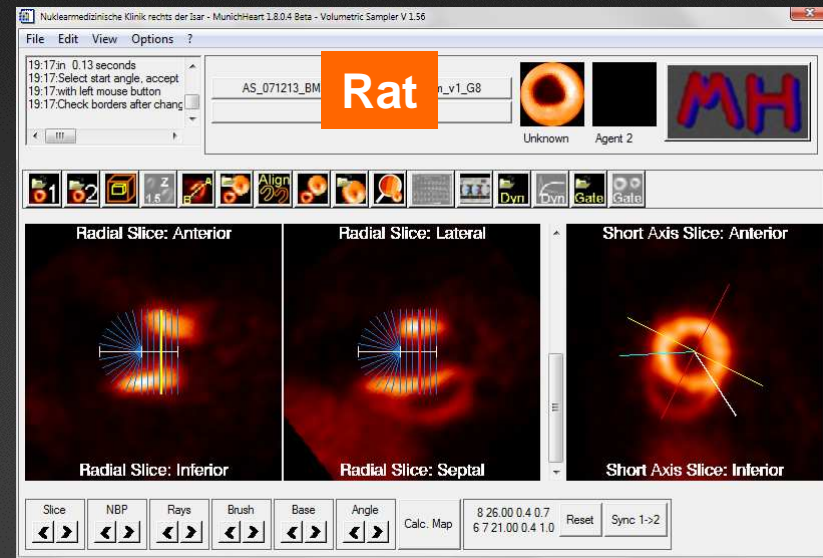 Nuklearmedizinische Klinik rechts der Isar - MunichHeart 1.8.0.4 Beta - Volumetric Sampler V 1.56
File Edit View Options ?
19:17:in 0.13 seconds
19:17:Select start angle, accept
19:17:with left mouse button
19:17:Check borders after chang
AS_071213_BM
m_v1_G8
Rat
Unknown
Agent 2
MH
1
2
Z
1.5
B
A
Align
Dyn
Dyn
Gate
Gate
Radial Slice: Anterior
Radial Slice: Lateral
Short Axis Slice: Anterior
Radial Slice: Inferior
Radial Slice: Septal
Short Axis Slice: Inferior
Slice
NBP
Rays
Brush
Base
Angle
Calc. Map
8 26.00 0.4 0.7
6 7 21.00 0.4 1.0
Reset
Sync 1->2